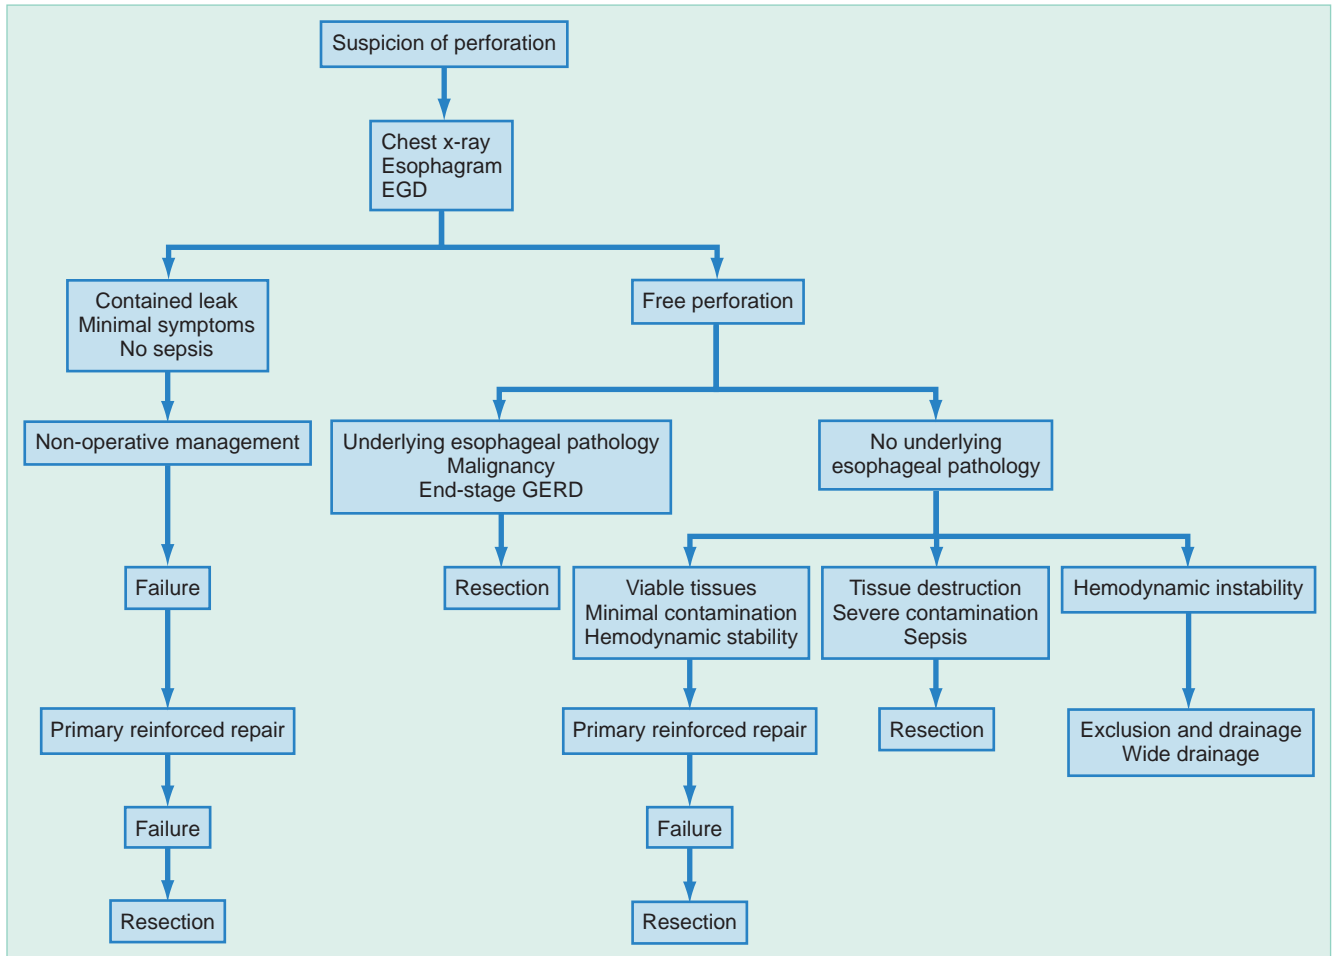 Suspicion of perforation
Chest x-ray
Esophagram
EGD
Contained leak
Minimal symptoms
No sepsis
Free perforation
Non-operative management
Underlying esophageal pathology
Malignancy
End-stage GERD
No underlying
esophageal pathology
Failure
Resection
Viable tissues
Minimal contamination
Hemodynamic stability
Tissue destruction
Severe contamination
Sepsis
Hemodynamic instability
Primary reinforced repair
Primary reinforced repair
Resection
Exclusion and drainage
Wide drainage
Failure
Failure
Resection
Resection